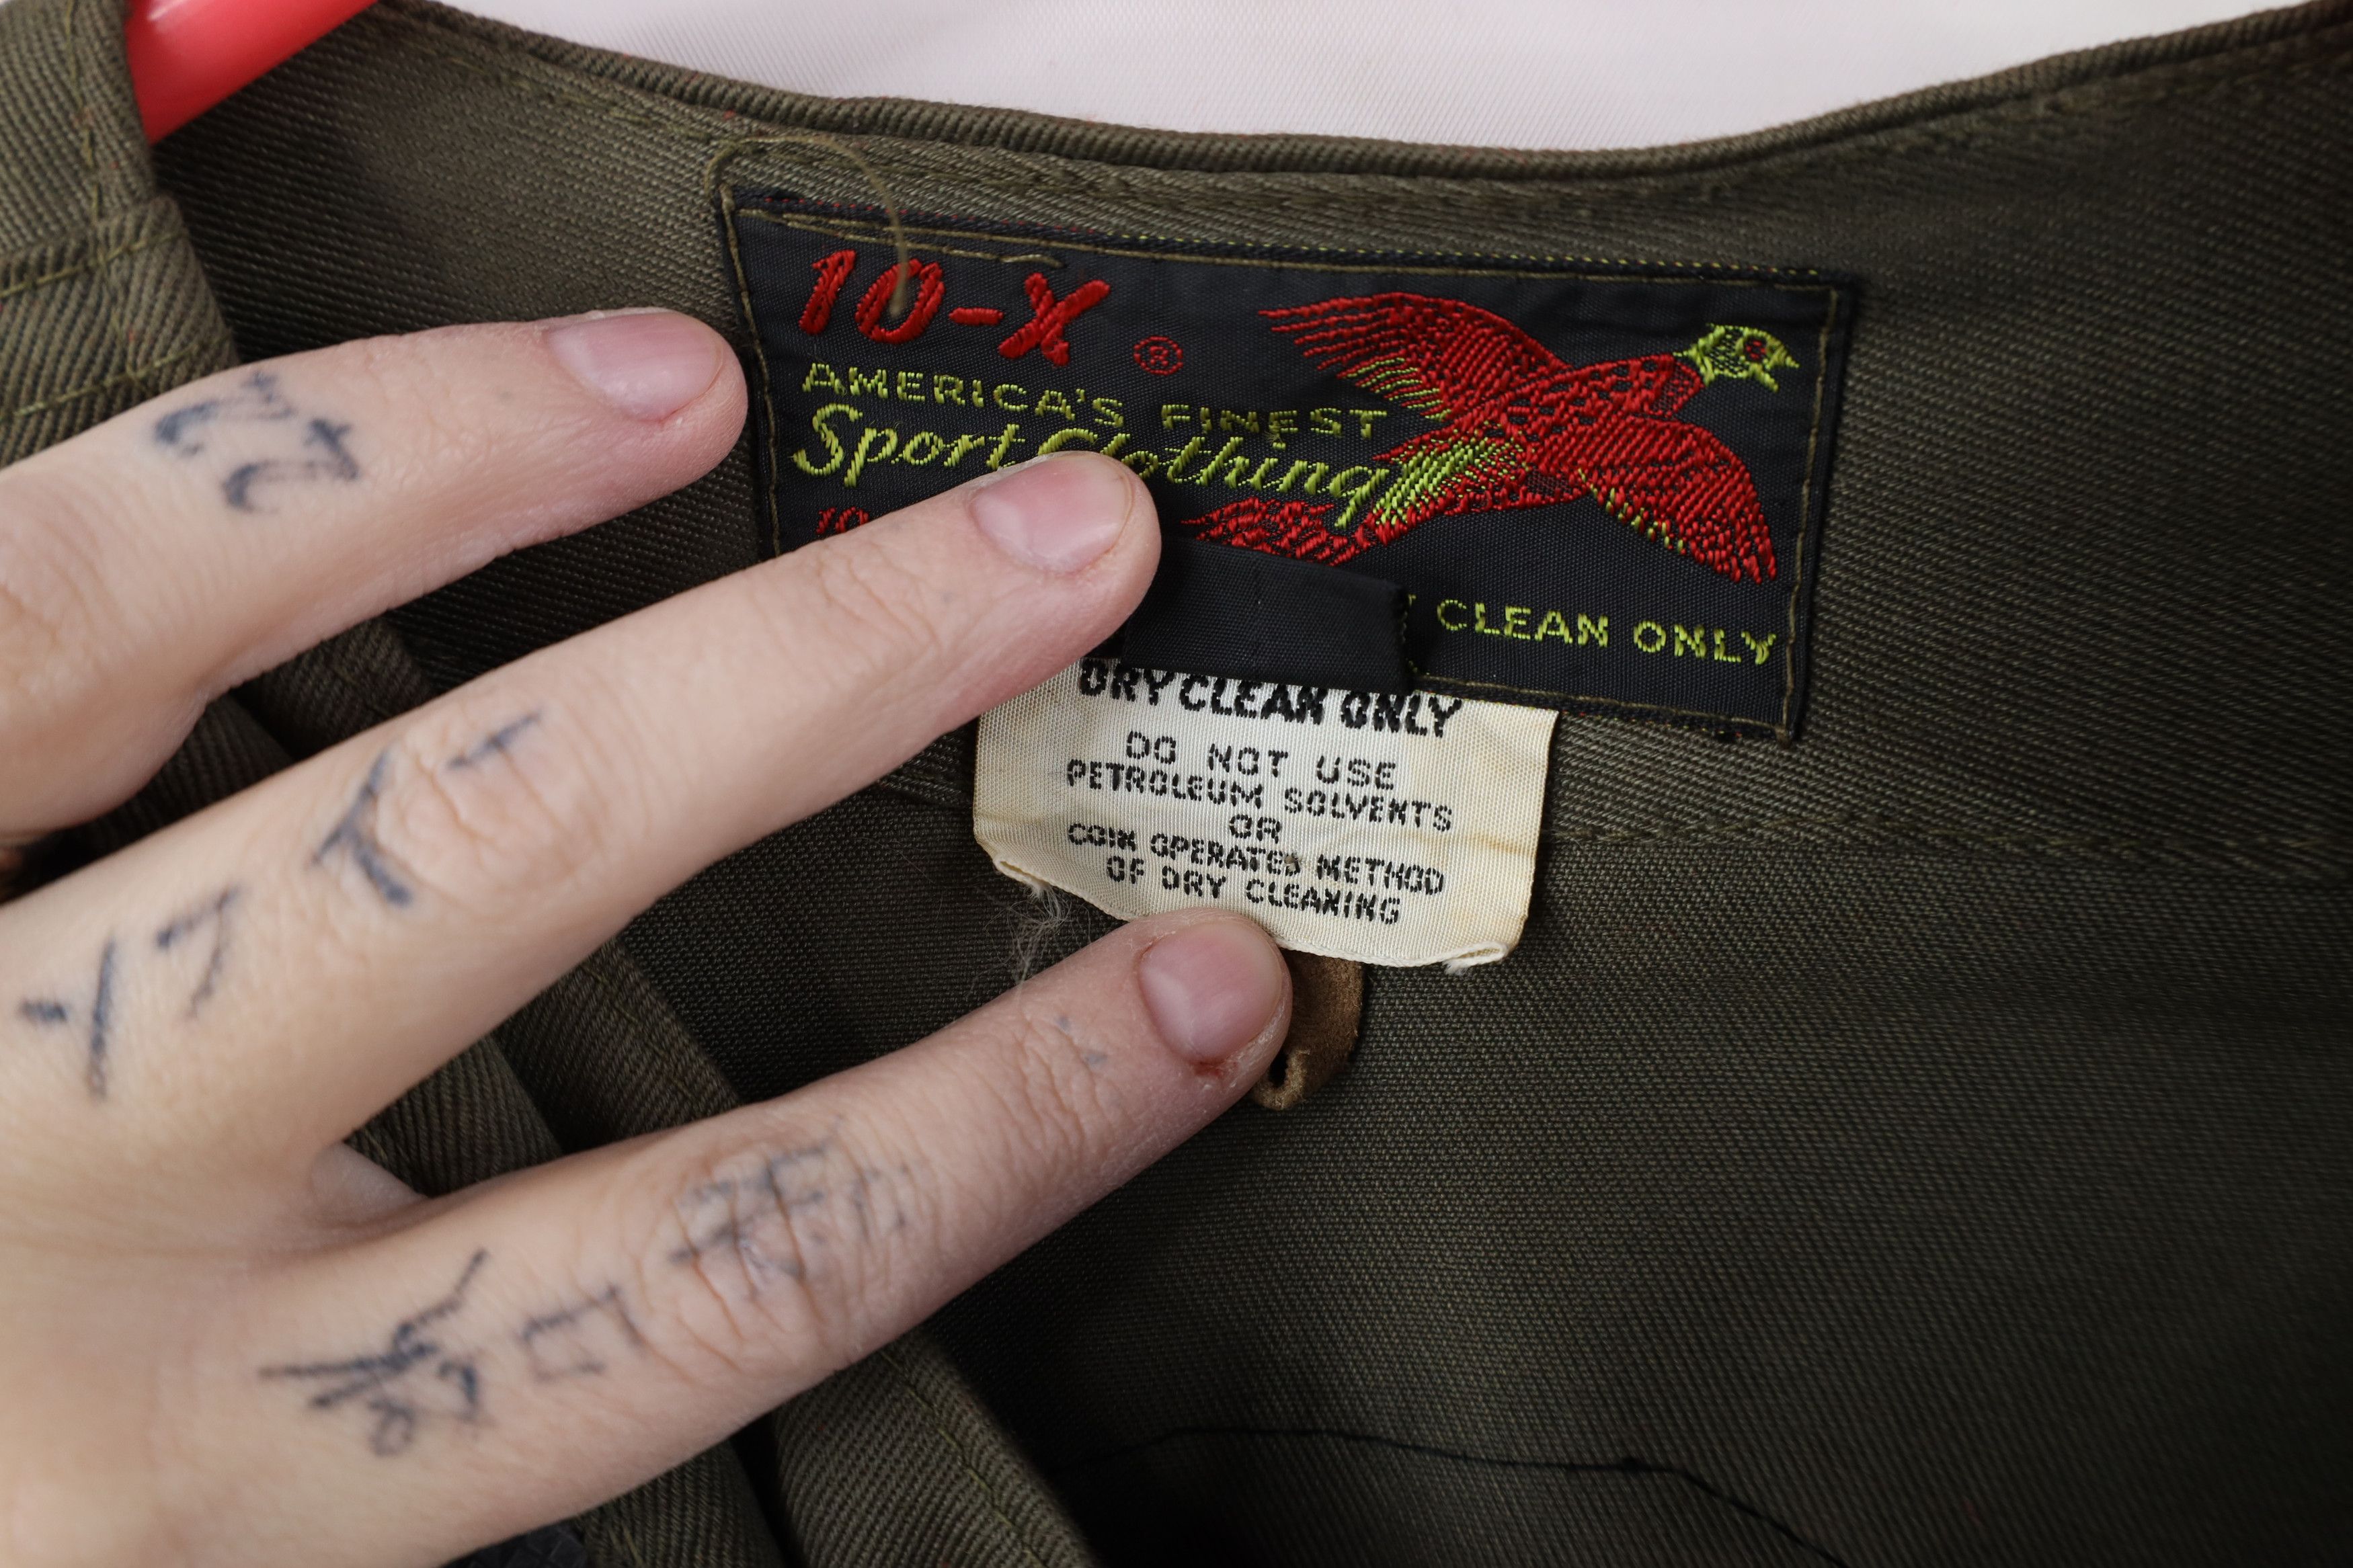 10-X ®
AMERICA'S FINEST
Sport Clothing
10
CLEAN ONLY
DRY CLEAN ONLY
DO NOT USE
PETROLEUM SOLVENTS
OR
COIN OPERATED METHOD
OF DRY CLEANING